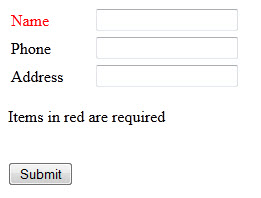 Name
Phone
Address
Items in red are required
Submit